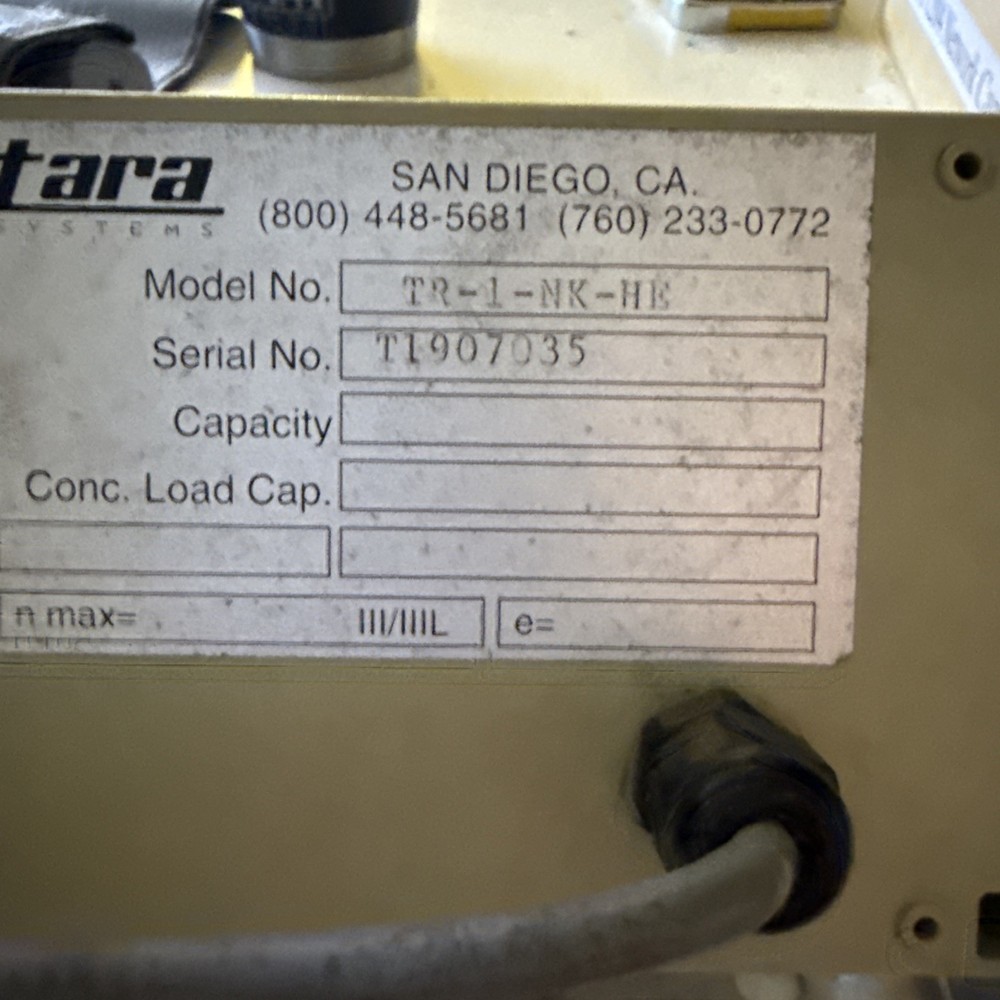 tara
SYSTEMS
SAN DIEGO, CA.
(800) 448-5681 (760) 233-0772
Model No. TR-1-NK-HE
Serial No. T1907035
Capacity
Conc. Load Cap.
n max= III/IIIL e=